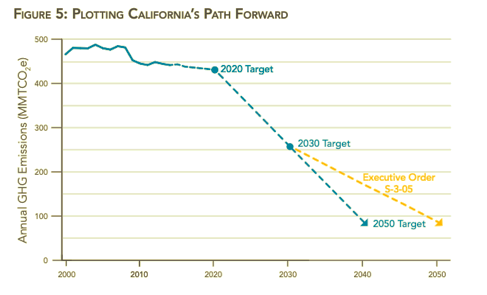 FIGURE 5: PLOTTING CALIFORNIA'S PATH FORWARD
Annual GHG Emissions (MMTCO2e)
500
400
300
200
100
0
2020 Target
2030 Target
Executive Order
S-3-05
2050 Target
2000
2010
2020
2030
2040
2050